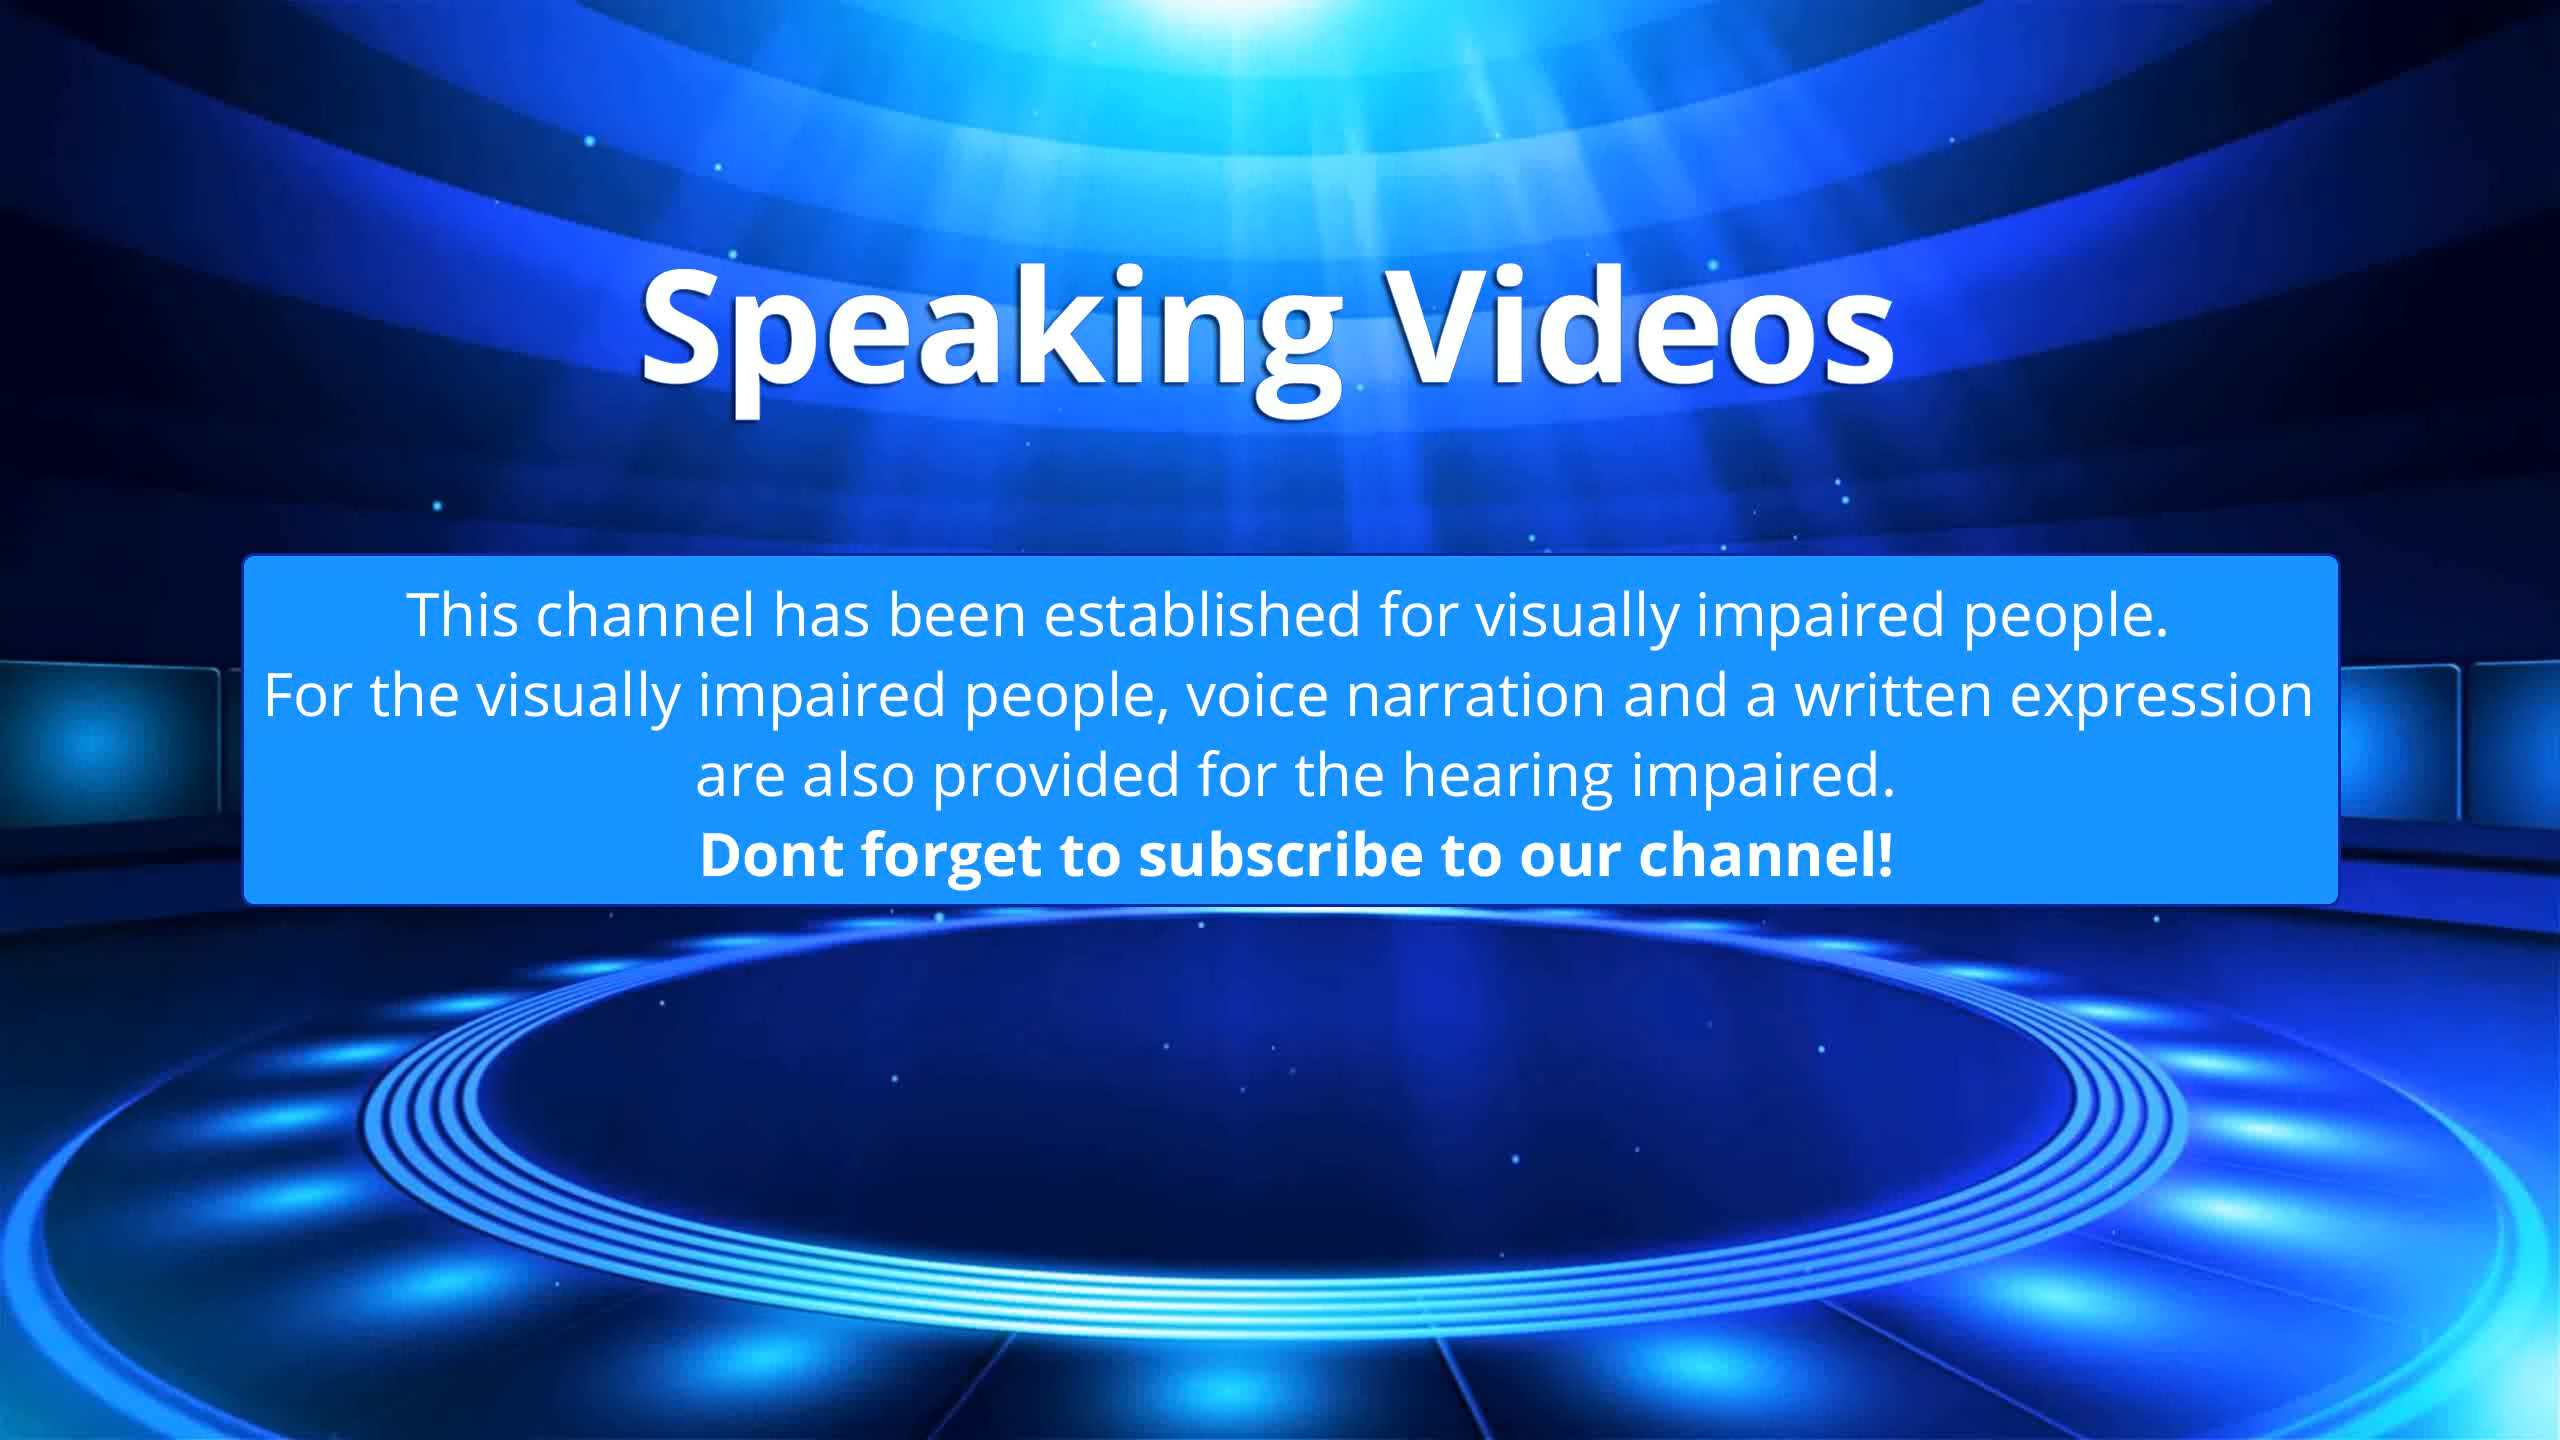 Speaking Videos
This channel has been established for visually impaired people.
For the visually impaired people, voice narration and a written expression
are also provided for the hearing impaired.
Dont forget to subscribe to our channel!